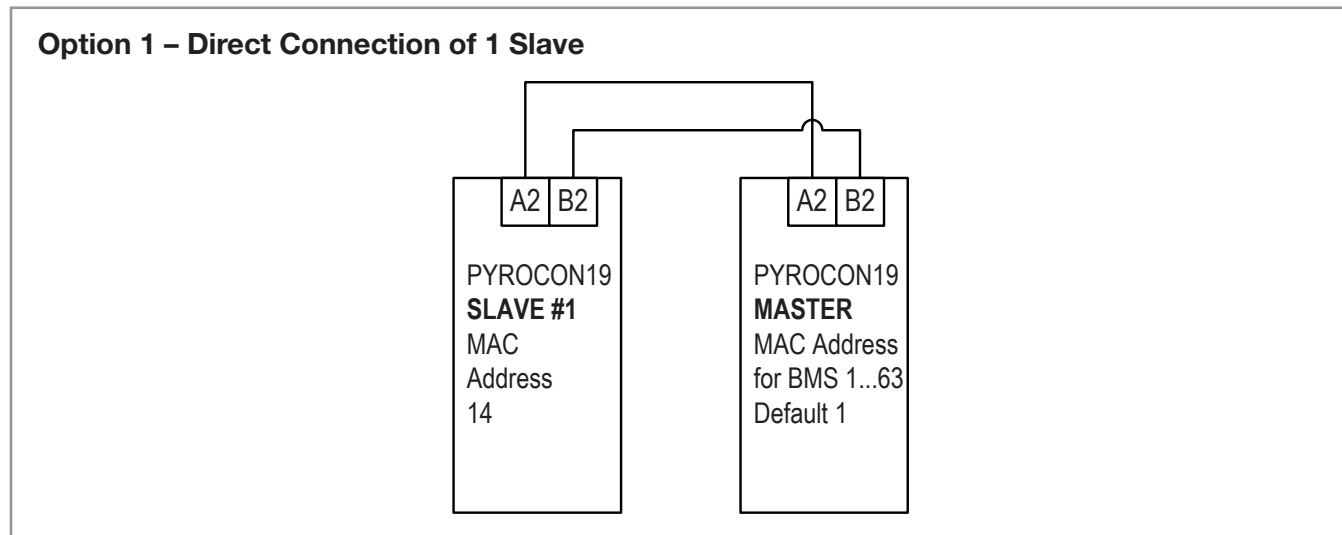 Option 1 – Direct Connection of 1 Slave
A2 B2
PYROCON19
SLAVE #1
MAC
Address
14
A2 B2
PYROCON19
MASTER
MAC Address
for BMS 1...63
Default 1